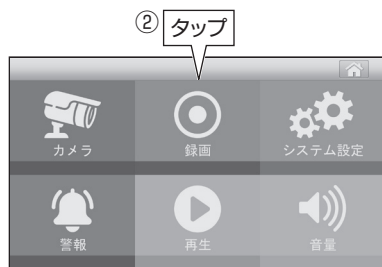 ② タップ
カメラ 録画 システム設定
警報 再生 音量